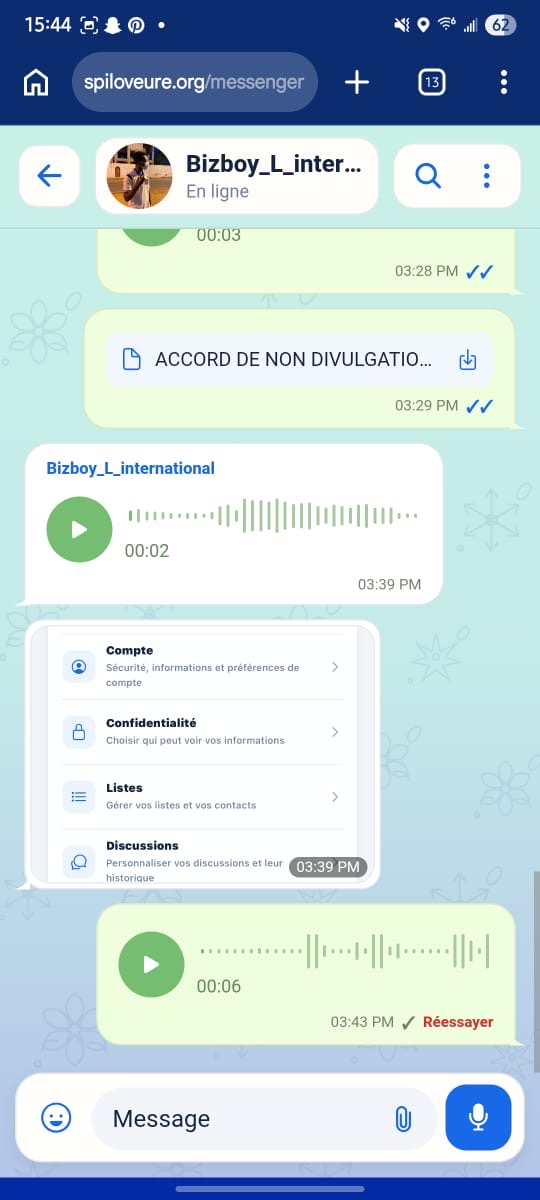 15:44
62
spiloveure.org/messenger
13
Bizboy_L_inter...
En ligne
00:03
03:28 PM
ACCORD DE NON DIVULGATIO...
03:29 PM
Bizboy_L_international
00:02
03:39 PM
Compte
Sécurité, informations et préférences de
compte
Confidentialité
Choisir qui peut voir vos informations
Listes
Gérer vos listes et vos contacts
Discussions
Personnaliser vos discussions et leur
historique
03:39 PM
00:06
03:43 PM Réessayer
Message